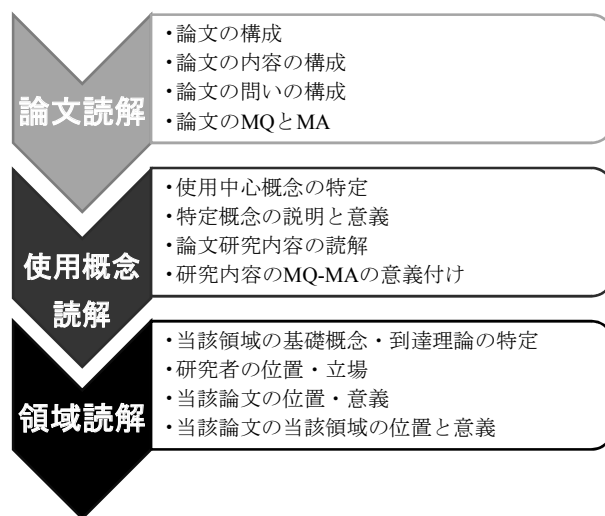 論文読解
・論文の構成
・論文の内容の構成
・論文の問いの構成
・論文のMQとMA
使用概念
読解
・使用中心概念の特定
・特定概念の説明と意義
・論文研究内容の読解
・研究内容のMQ-MAの意義付け
領域読解
・当該領域の基礎概念・到達理論の特定
・研究者の位置・立場
・当該論文の位置・意義
・当該論文の当該領域の位置と意義